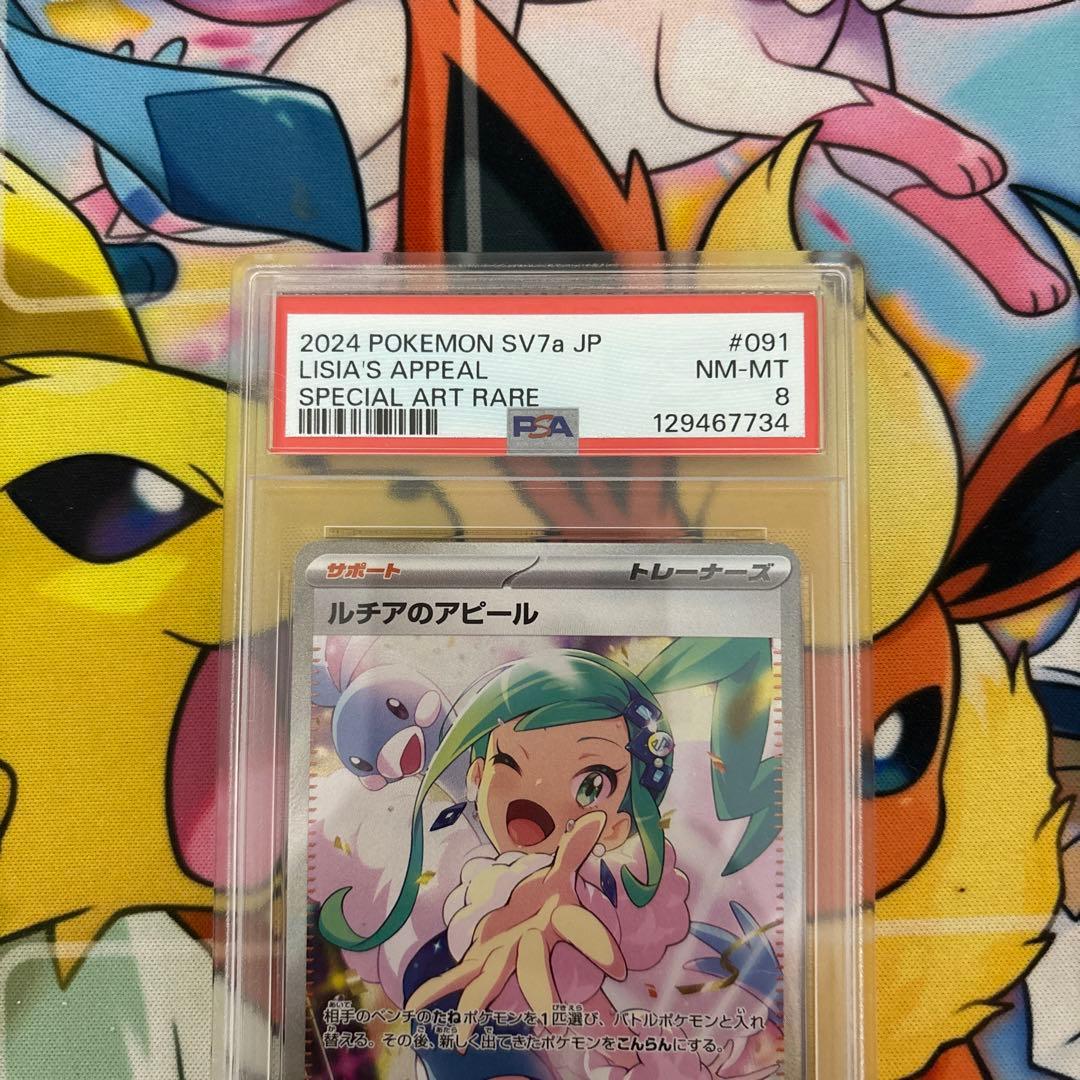 2024 POKEMON SV7a JP #091
LISIA'S APPEAL NM-MT
SPECIAL ART RARE 8
PSA 129467734
サポート トレーナーズ
ルチアのアピール
相手のベンチのたねポケモンを1匹選び、バトルポケモンと入れ
替える。その後、新しく出てきたポケモンをこんらんにする。